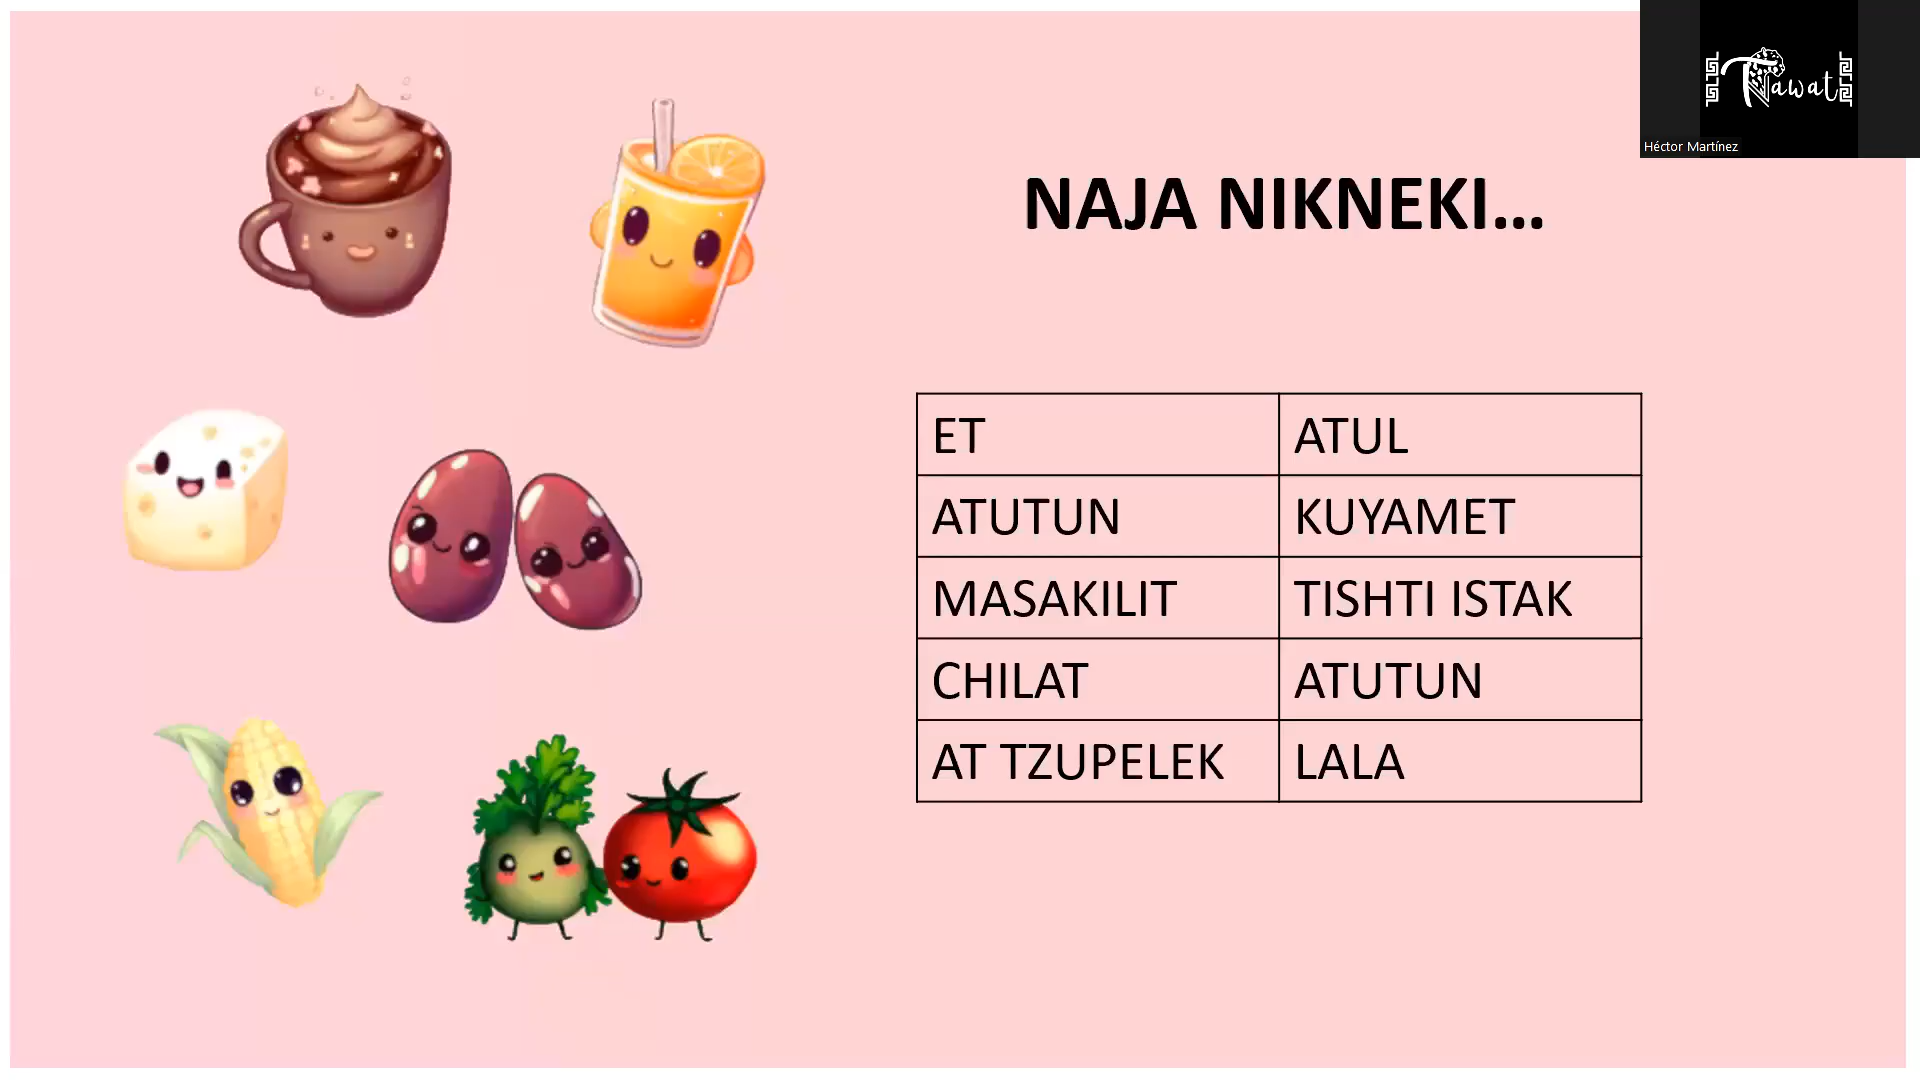 Nawat
Héctor Martínez
NAJA NIKNEKI...
ET ATUL
ATUTUN KUYAMET
MASAKILIT TISHTI ISTAK
CHILAT ATUTUN
AT TZUPELEK LALA